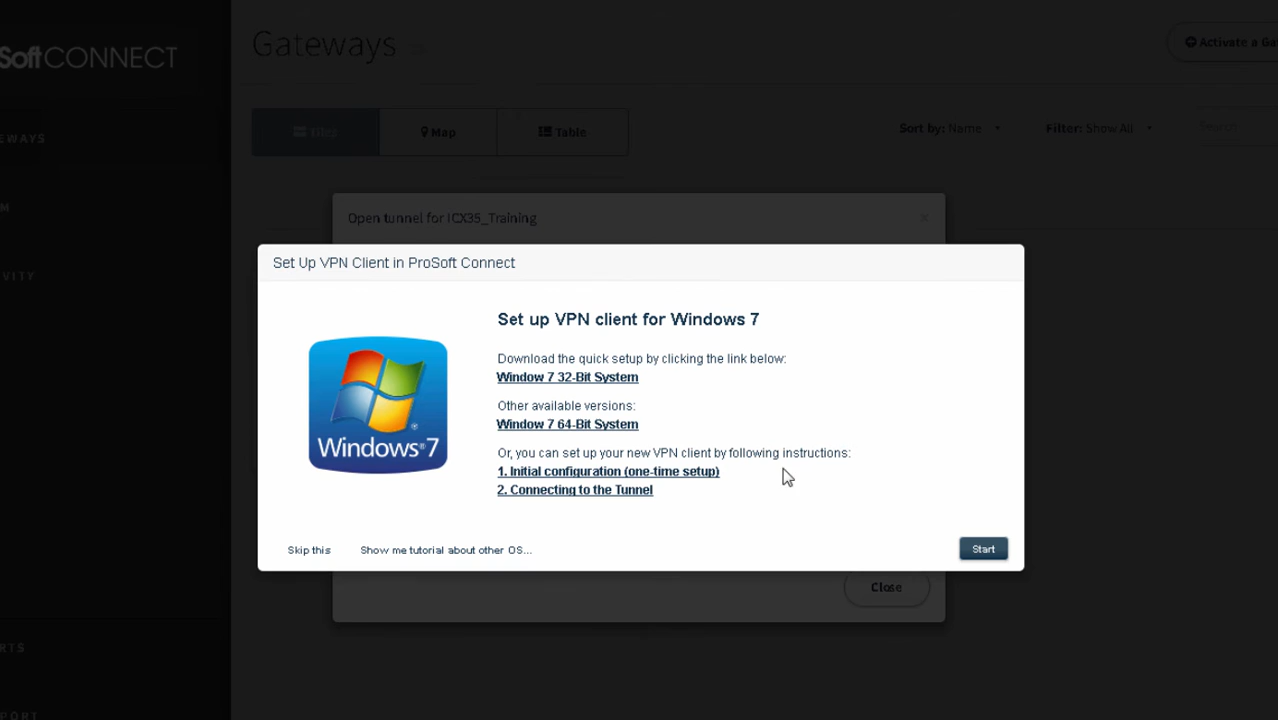 Soft CONNECT
Gateways
Activate a Ga
EWAYS
Tiles
Map
Table
Sort by: Name
Filter: Show All
Search
M
Open tunnel for ICX35_Training
×
Set Up VPN Client in ProSoft Connect
VITY
Set up VPN client for Windows 7
Download the quick setup by clicking the link below:
Window 7 32-Bit System
Other available versions:
Window 7 64-Bit System
Windows 7
Or, you can set up your new VPN client by following instructions:
1. Initial configuration (one-time setup)
2. Connecting to the Tunnel
Skip this
Show me tutorial about other OS...
Start
Close
RTS
PORT